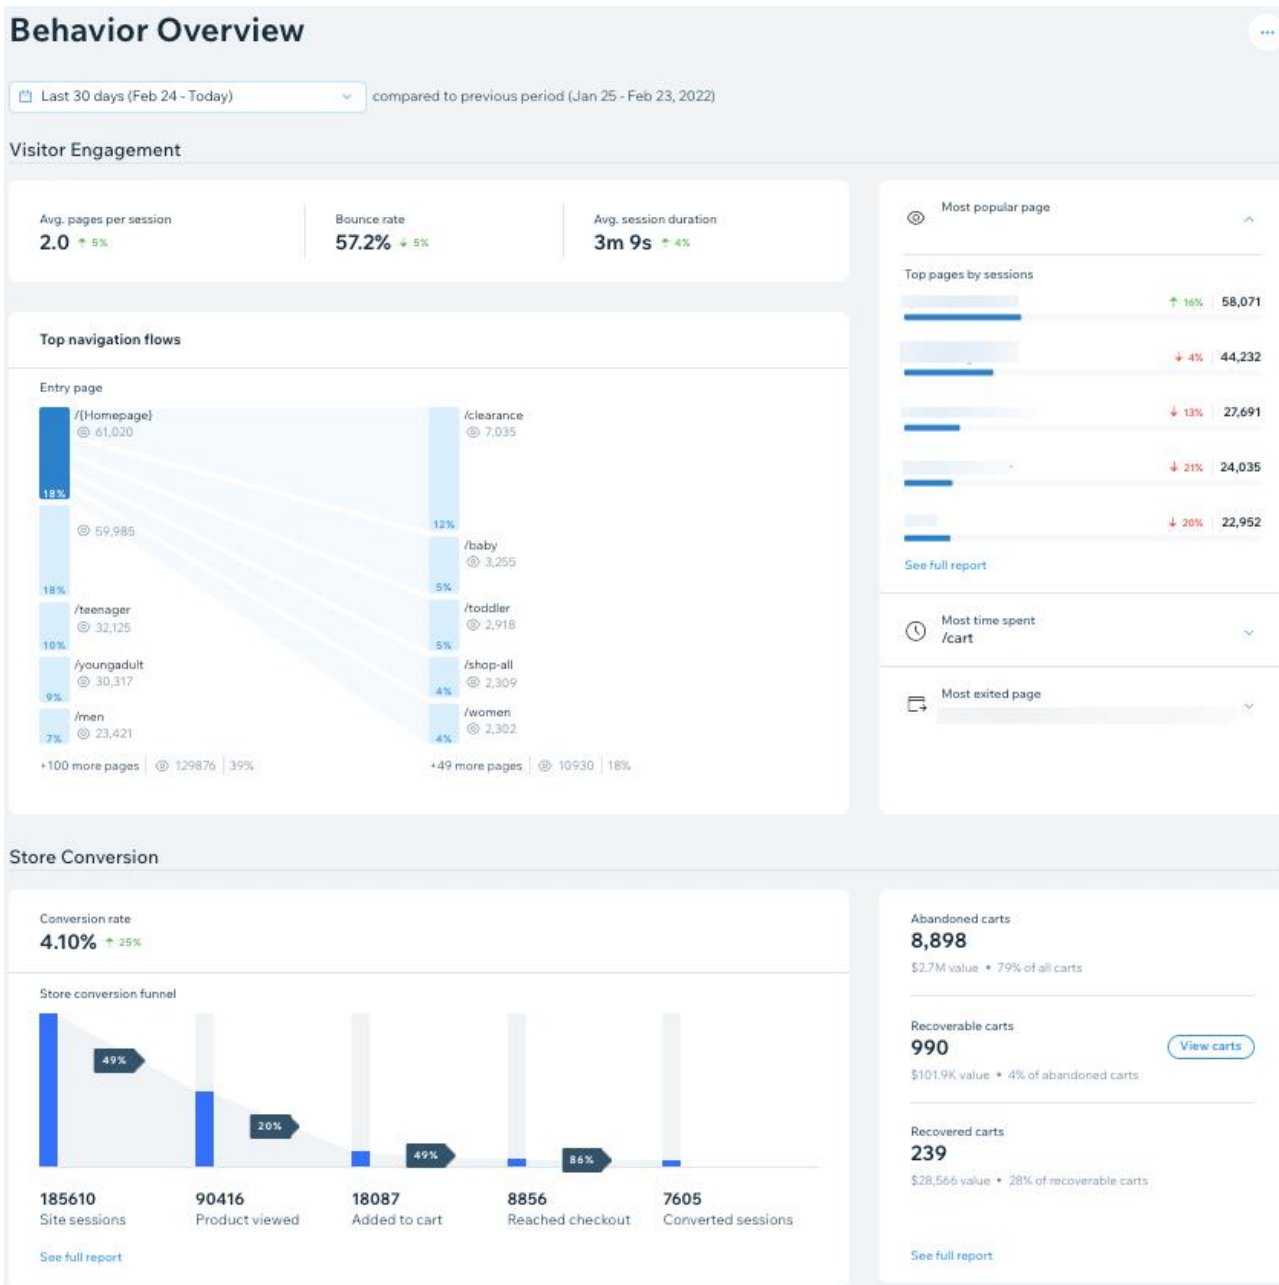 Behavior Overview
Last 30 days (Feb 24 - Today)
compared to previous period (Jan 25 - Feb 23, 2022)
Visitor Engagement
Avg. pages per session
2.0 ↑ 5%
Bounce rate
57.2% ↓ 5%
Avg. session duration
3m 9s ↑ 4%
Top navigation flows
Entry page
/{Homepage}
61,020
18%
59,985
18%
/teenager
32,125
10%
/youngadult
30,317
9%
/men
23,421
7%
+100 more pages | 129876 | 39%
/clearance
7,035
12%
/baby
3,255
5%
/toddler
2,918
5%
/shop-all
2,309
4%
/women
2,302
4%
+49 more pages | 10930 | 18%
Most popular page
Top pages by sessions
↑ 16% | 58,071
↓ 4% | 44,232
↓ 13% | 27,691
↓ 21% | 24,035
↓ 20% | 22,952
See full report
Most time spent
/cart
Most exited page
Store Conversion
Conversion rate
4.10% ↑ 25%
Store conversion funnel
49%
20%
49%
86%
185610
Site sessions
90416
Product viewed
18087
Added to cart
8856
Reached checkout
7605
Converted sessions
See full report
Abandoned carts
8,898
$2.7M value • 79% of all carts
Recoverable carts
990
View carts
$101.9K value • 4% of abandoned carts
Recovered carts
239
$28,566 value • 28% of recoverable carts
See full report